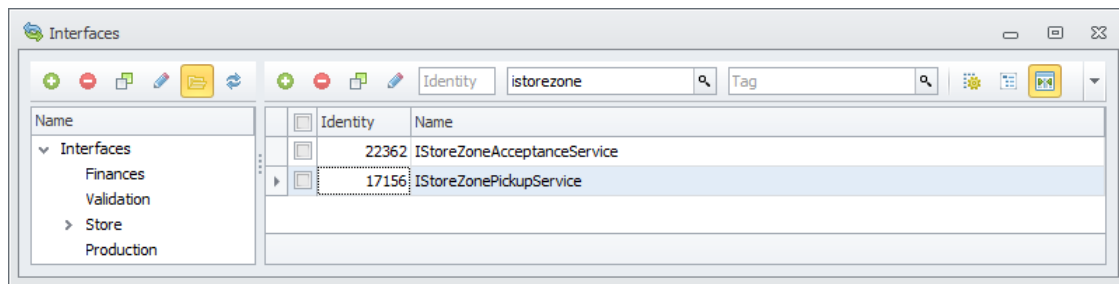 Interfaces
Identity istorezone Tag
Name
Interfaces
Finances
Validation
Store
Production
Identity Name
22362 IStoreZoneAcceptanceService
17156 IStoreZonePickupService